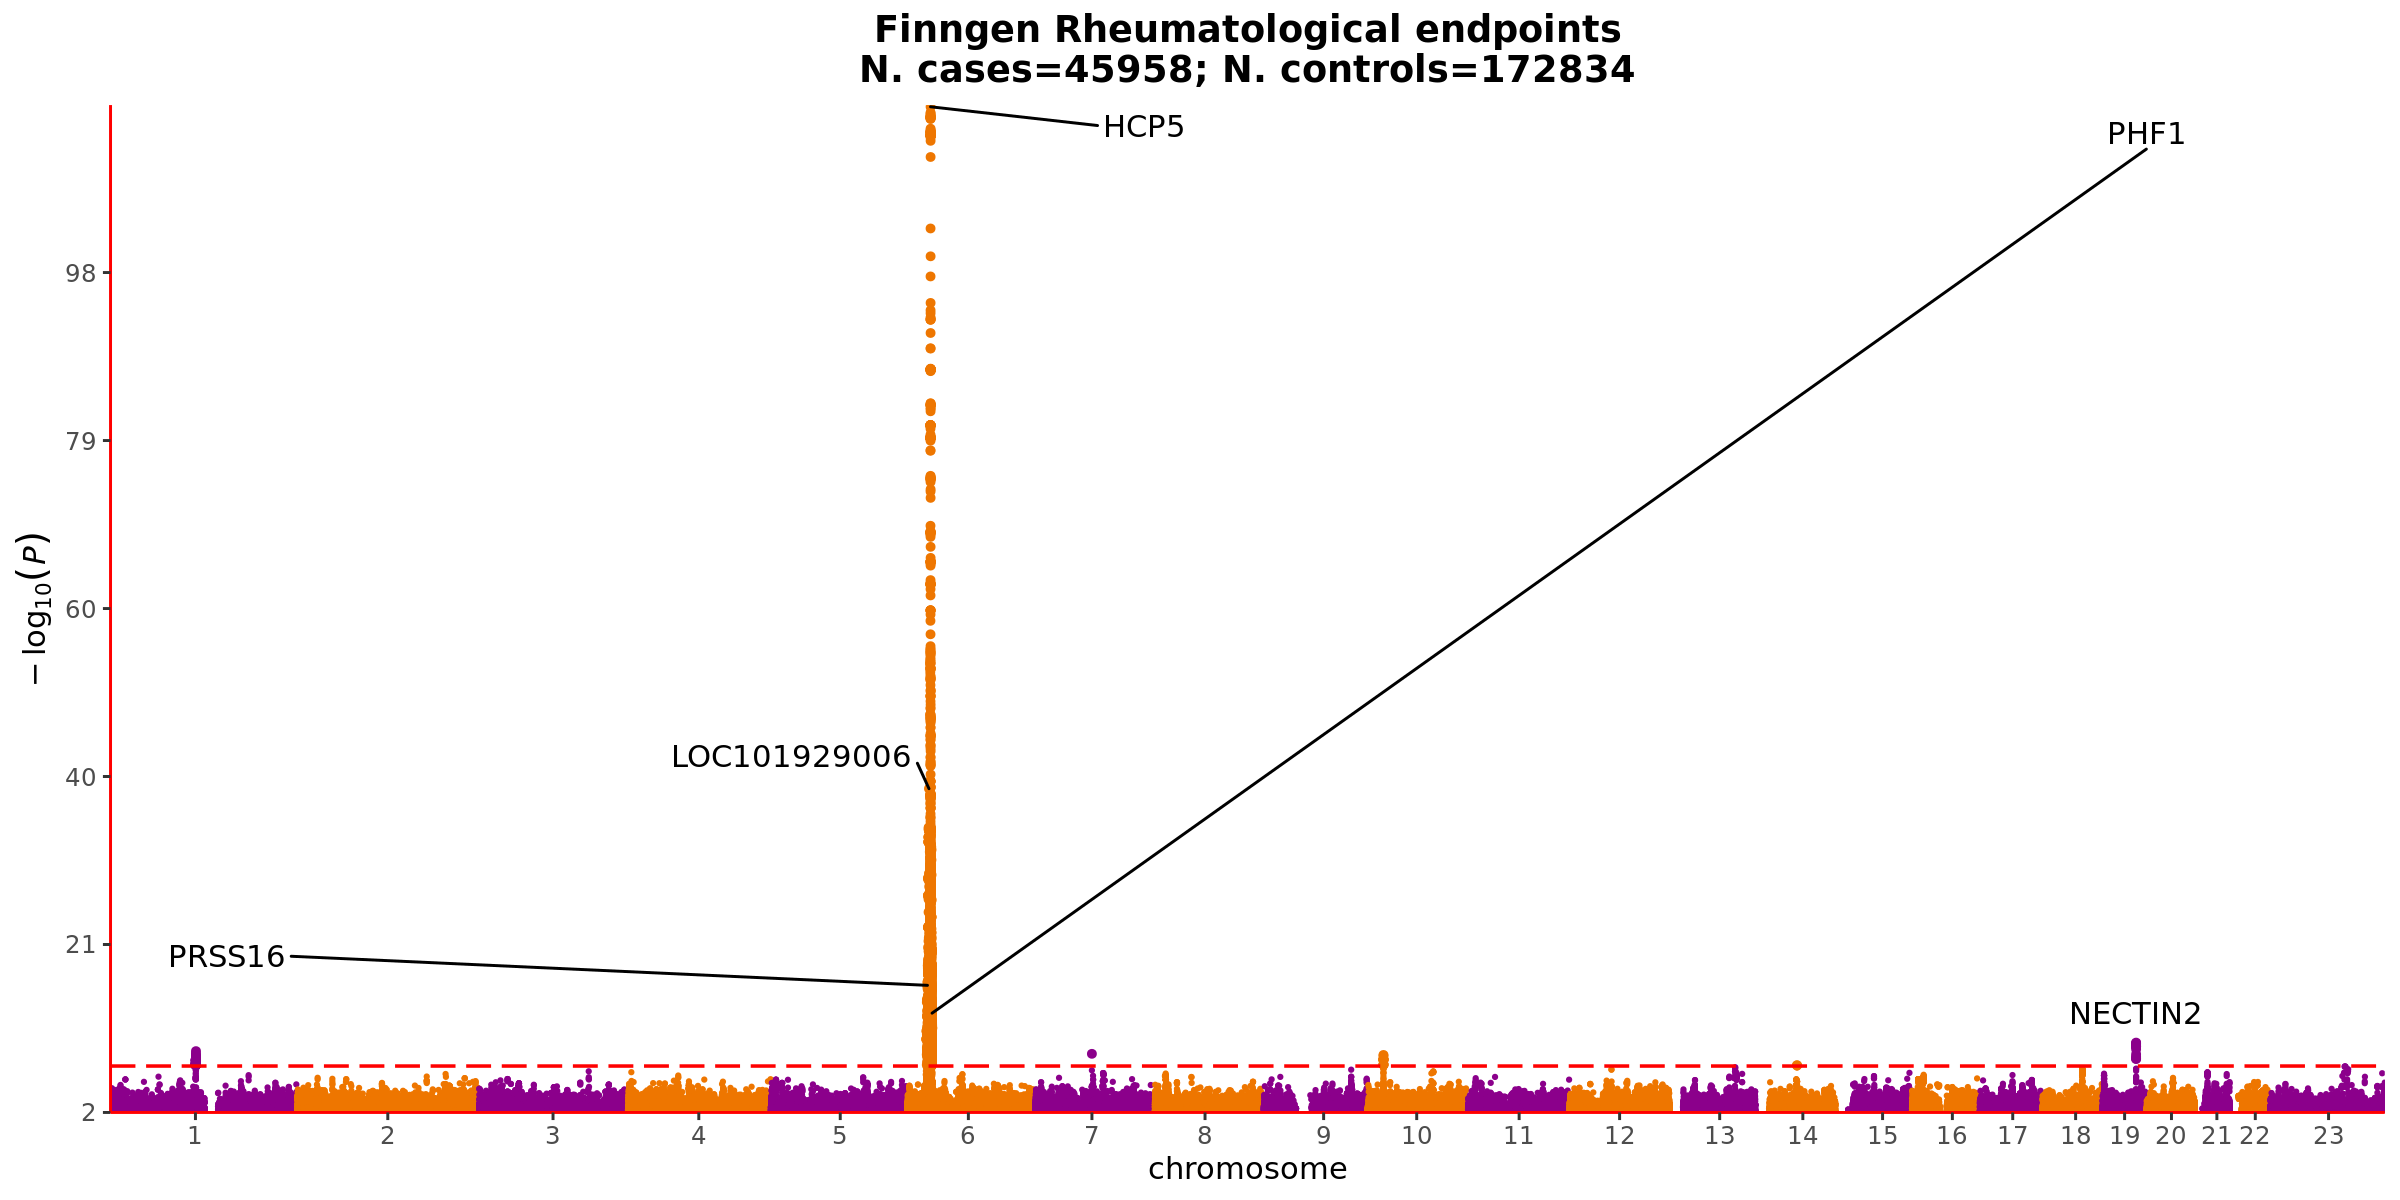 Finngen Rheumatological endpoints
N. cases=45958; N. controls=172834
HCP5
PHF1
98
79
−log10(P)
60
LOC101929006
40
21
PRSS16
NECTIN2
2
1 2 3 4 5 6 7 8 9 10 11 12 13 14 15 16 17 18 19 20 21 22 23
chromosome